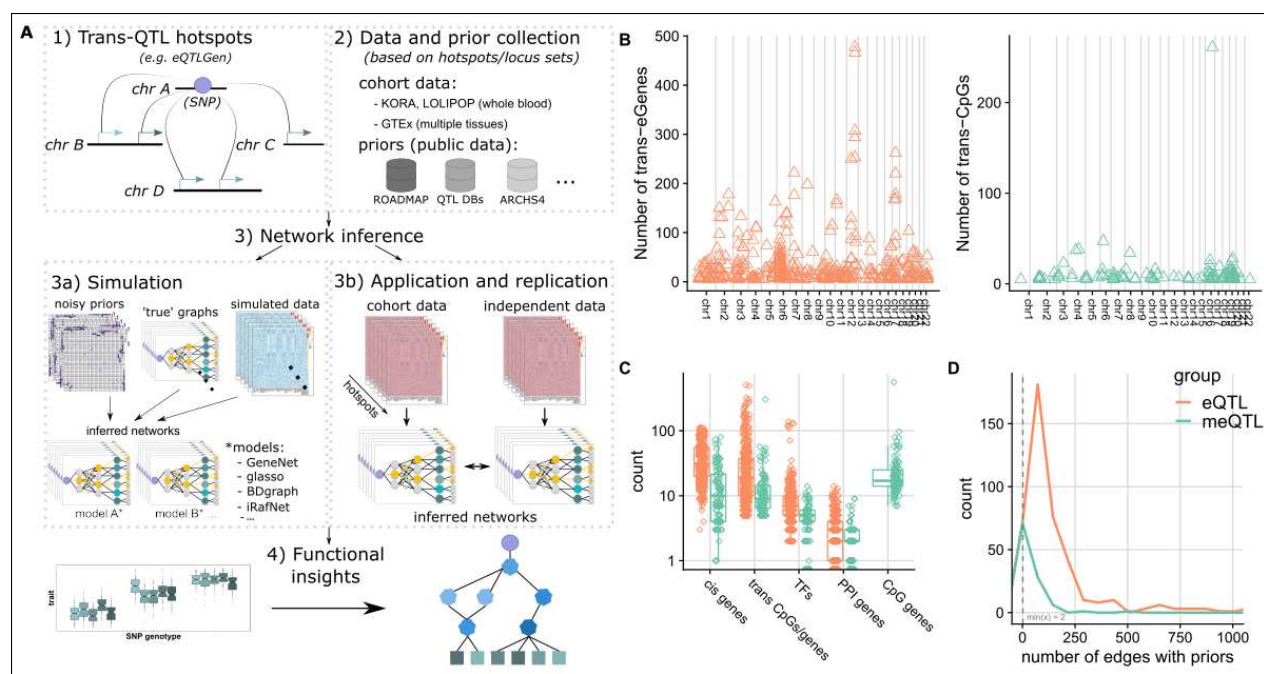 A
1) Trans-QTL hotspots
(e.g. eQTLGen)
chr A
(SNP)
chr B
chr C
chr D
2) Data and prior collection
(based on hotspots/locus sets)
cohort data:
- KORA, LOLIPOP (whole blood)
- GTEx (multiple tissues)
priors (public data):
ROADMAP QTL DBs ARCHS4 ...
3) Network inference
3a) Simulation
noisy priors
'true' graphs
simulated data
inferred networks
model A* model B* ...
*models:
- GeneNet
- glasso
- BDgraph
- iRafNet
- ...
3b) Application and replication
cohort data independent data
hotspots
inferred networks
4) Functional
insights
trait
SNP genotype
B
Number of trans-eGenes
500
400
300
200
100
0
chr1
chr2
chr3
chr4
chr5
chr6
chr7
chr8
chr9
chr10
chr11
chr12
chr13
chr14
chr15
chr16
chr17
chr22
Number of trans-CpGs
200
100
0
chr1
chr2
chr3
chr4
chr5
chr6
chr7
chr8
chr9
chr10
chr11
chr12
chr13
chr14
chr15
chr16
chr17
chr22
C
count
100
10
1
cis genes
trans CpGs/genes
TFs
PPI genes
CpG genes
D
group
eQTL
meQTL
count
150
100
50
0
min(x) = 2
0 250 500 750 1000
number of edges with priors